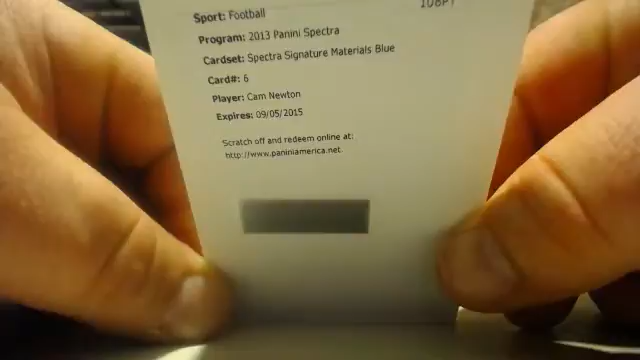 Sport: Football
Program: 2013 Panini Spectra
Cardset: Spectra Signature Materials Blue
Card#: 6
Player: Cam Newton
Expires: 09/05/2015
Scratch off and redeem online at:
http://www.paniniamerica.net.